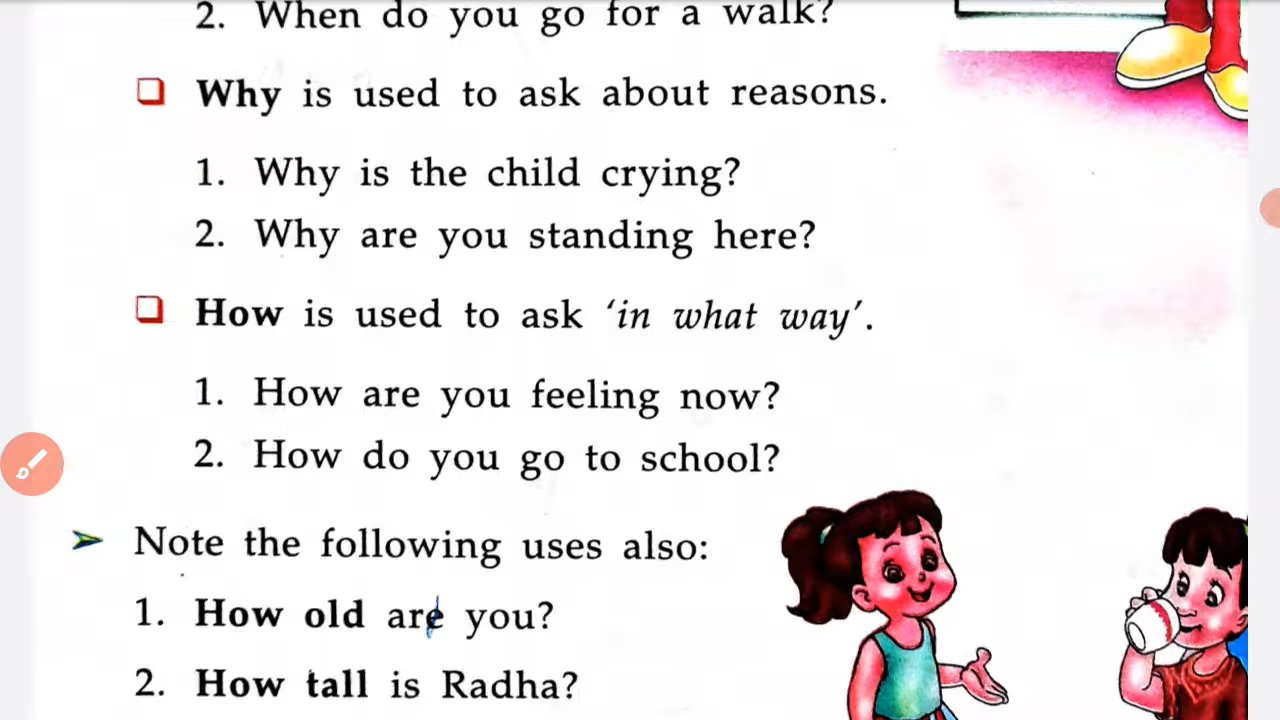 2. When do you go for a walk?
Why is used to ask about reasons.
1. Why is the child crying?
2. Why are you standing here?
How is used to ask ‘in what way’.
1. How are you feeling now?
2. How do you go to school?
Note the following uses also:
1. How old are you?
2. How tall is Radha?